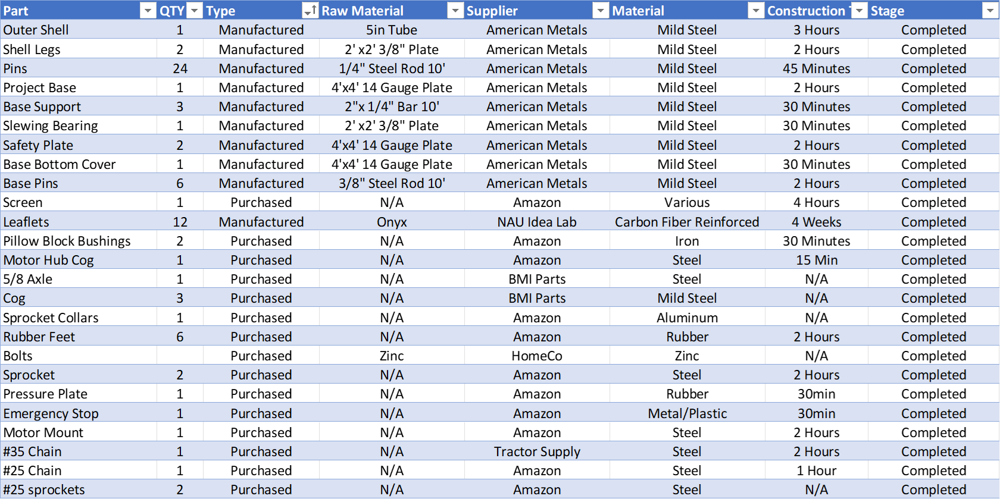 Part QTY Type Raw Material Supplier Material Construction Stage
Outer Shell 1 Manufactured 5in Tube American Metals Mild Steel 3 Hours Completed
Shell Legs 2 Manufactured 2' x2' 3/8" Plate American Metals Mild Steel 2 Hours Completed
Pins 24 Manufactured 1/4" Steel Rod 10' American Metals Mild Steel 45 Minutes Completed
Project Base 1 Manufactured 4'x4' 14 Gauge Plate American Metals Mild Steel 2 Hours Completed
Base Support 3 Manufactured 2"x 1/4" Bar 10' American Metals Mild Steel 30 Minutes Completed
Slewing Bearing 1 Manufactured 2' x2' 3/8" Plate American Metals Mild Steel 30 Minutes Completed
Safety Plate 2 Manufactured 4'x4' 14 Gauge Plate American Metals Mild Steel 2 Hours Completed
Base Bottom Cover 1 Manufactured 4'x4' 14 Gauge Plate American Metals Mild Steel 30 Minutes Completed
Base Pins 6 Manufactured 3/8" Steel Rod 10' American Metals Mild Steel 2 Hours Completed
Screen 1 Purchased N/A Amazon Various 4 Hours Completed
Leaflets 12 Manufactured Onyx NAU Idea Lab Carbon Fiber Reinforced 4 Weeks Completed
Pillow Block Bushings 2 Purchased N/A Amazon Iron 30 Minutes Completed
Motor Hub Cog 1 Purchased N/A Amazon Steel 15 Min Completed
5/8 Axle 1 Purchased N/A BMI Parts Steel N/A Completed
Cog 3 Purchased N/A BMI Parts Mild Steel N/A Completed
Sprocket Collars 1 Purchased N/A Amazon Aluminum N/A Completed
Rubber Feet 6 Purchased N/A Amazon Rubber 2 Hours Completed
Bolts Purchased Zinc HomeCo Zinc N/A Completed
Sprocket 2 Purchased N/A Amazon Steel 2 Hours Completed
Pressure Plate 1 Purchased N/A Amazon Rubber 30min Completed
Emergency Stop 1 Purchased N/A Amazon Metal/Plastic 30min Completed
Motor Mount 1 Purchased N/A Amazon Steel 2 Hours Completed
#35 Chain 1 Purchased N/A Tractor Supply Steel 2 Hours Completed
#25 Chain 1 Purchased N/A Amazon Steel 1 Hour Completed
#25 sprockets 2 Purchased N/A Amazon Steel N/A Completed